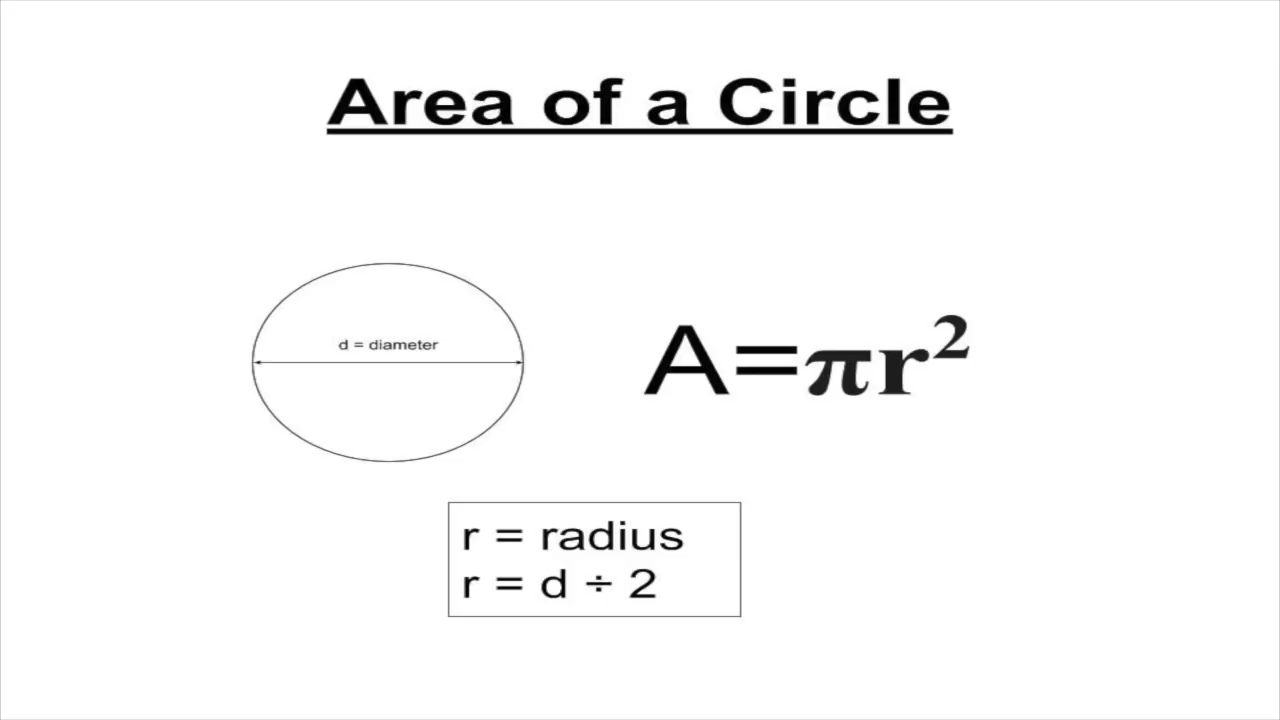 Area of a Circle
d = diameter
A=πr²
r = radius
r = d ÷ 2